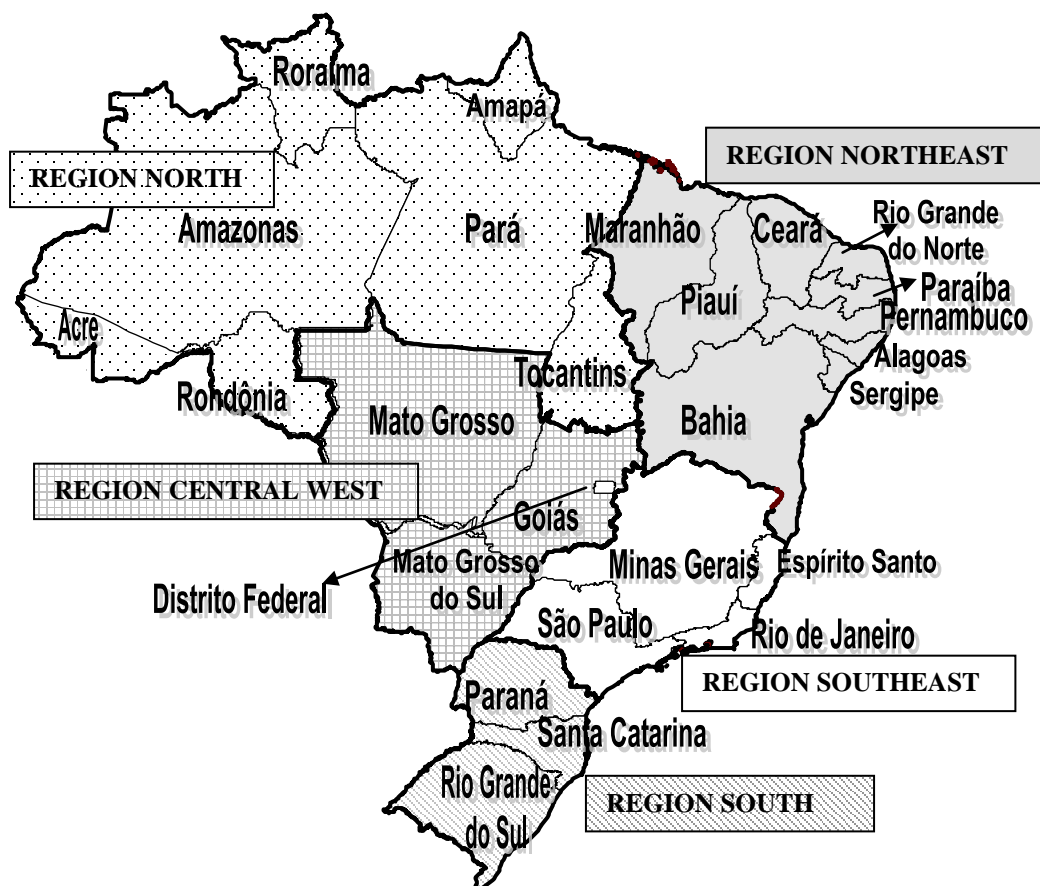 Roraima
Amapá
REGION NORTHEAST
REGION NORTH
Amazonas
Pará
Maranhão
Ceará
Rio Grande
do Norte
Piauí
Paraíba
Pernambuco
Acre
Alagoas
Tocantins
Sergipe
Rondônia
Mato Grosso
Bahia
REGION CENTRAL WEST
Goiás
Mato Grosso
do Sul
Minas Gerais
Espírito Santo
Distrito Federal
São Paulo
Rio de Janeiro
REGION SOUTHEAST
Paraná
Santa Catarina
Rio Grande
do Sul
REGION SOUTH